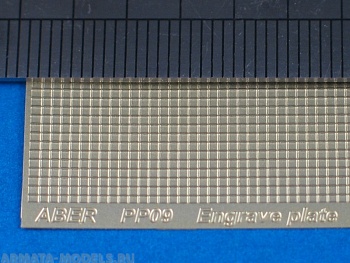 ABER PP09 Engrave plate
ARMATA-MODELS.RU